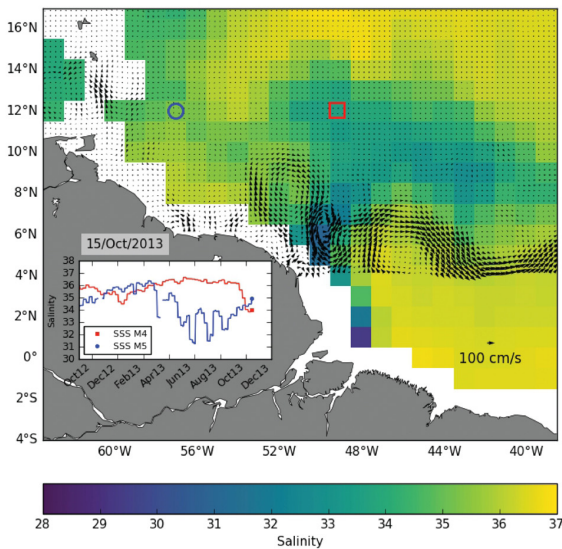 16°N
14°N
12°N
10°N
8°N
6°N
4°N
2°N
0°
2°S
4°S
15/Oct/2013
38
37
36
35
34
33
32
31
30
Salinity
SSS M4
SSS M5
Oct12 Dec12 Feb13 Apr13 Jun13 Aug13 Oct13 Dec13
100 cm/s
60°W 56°W 52°W 48°W 44°W 40°W
28 29 30 31 32 33 34 35 36 37
Salinity